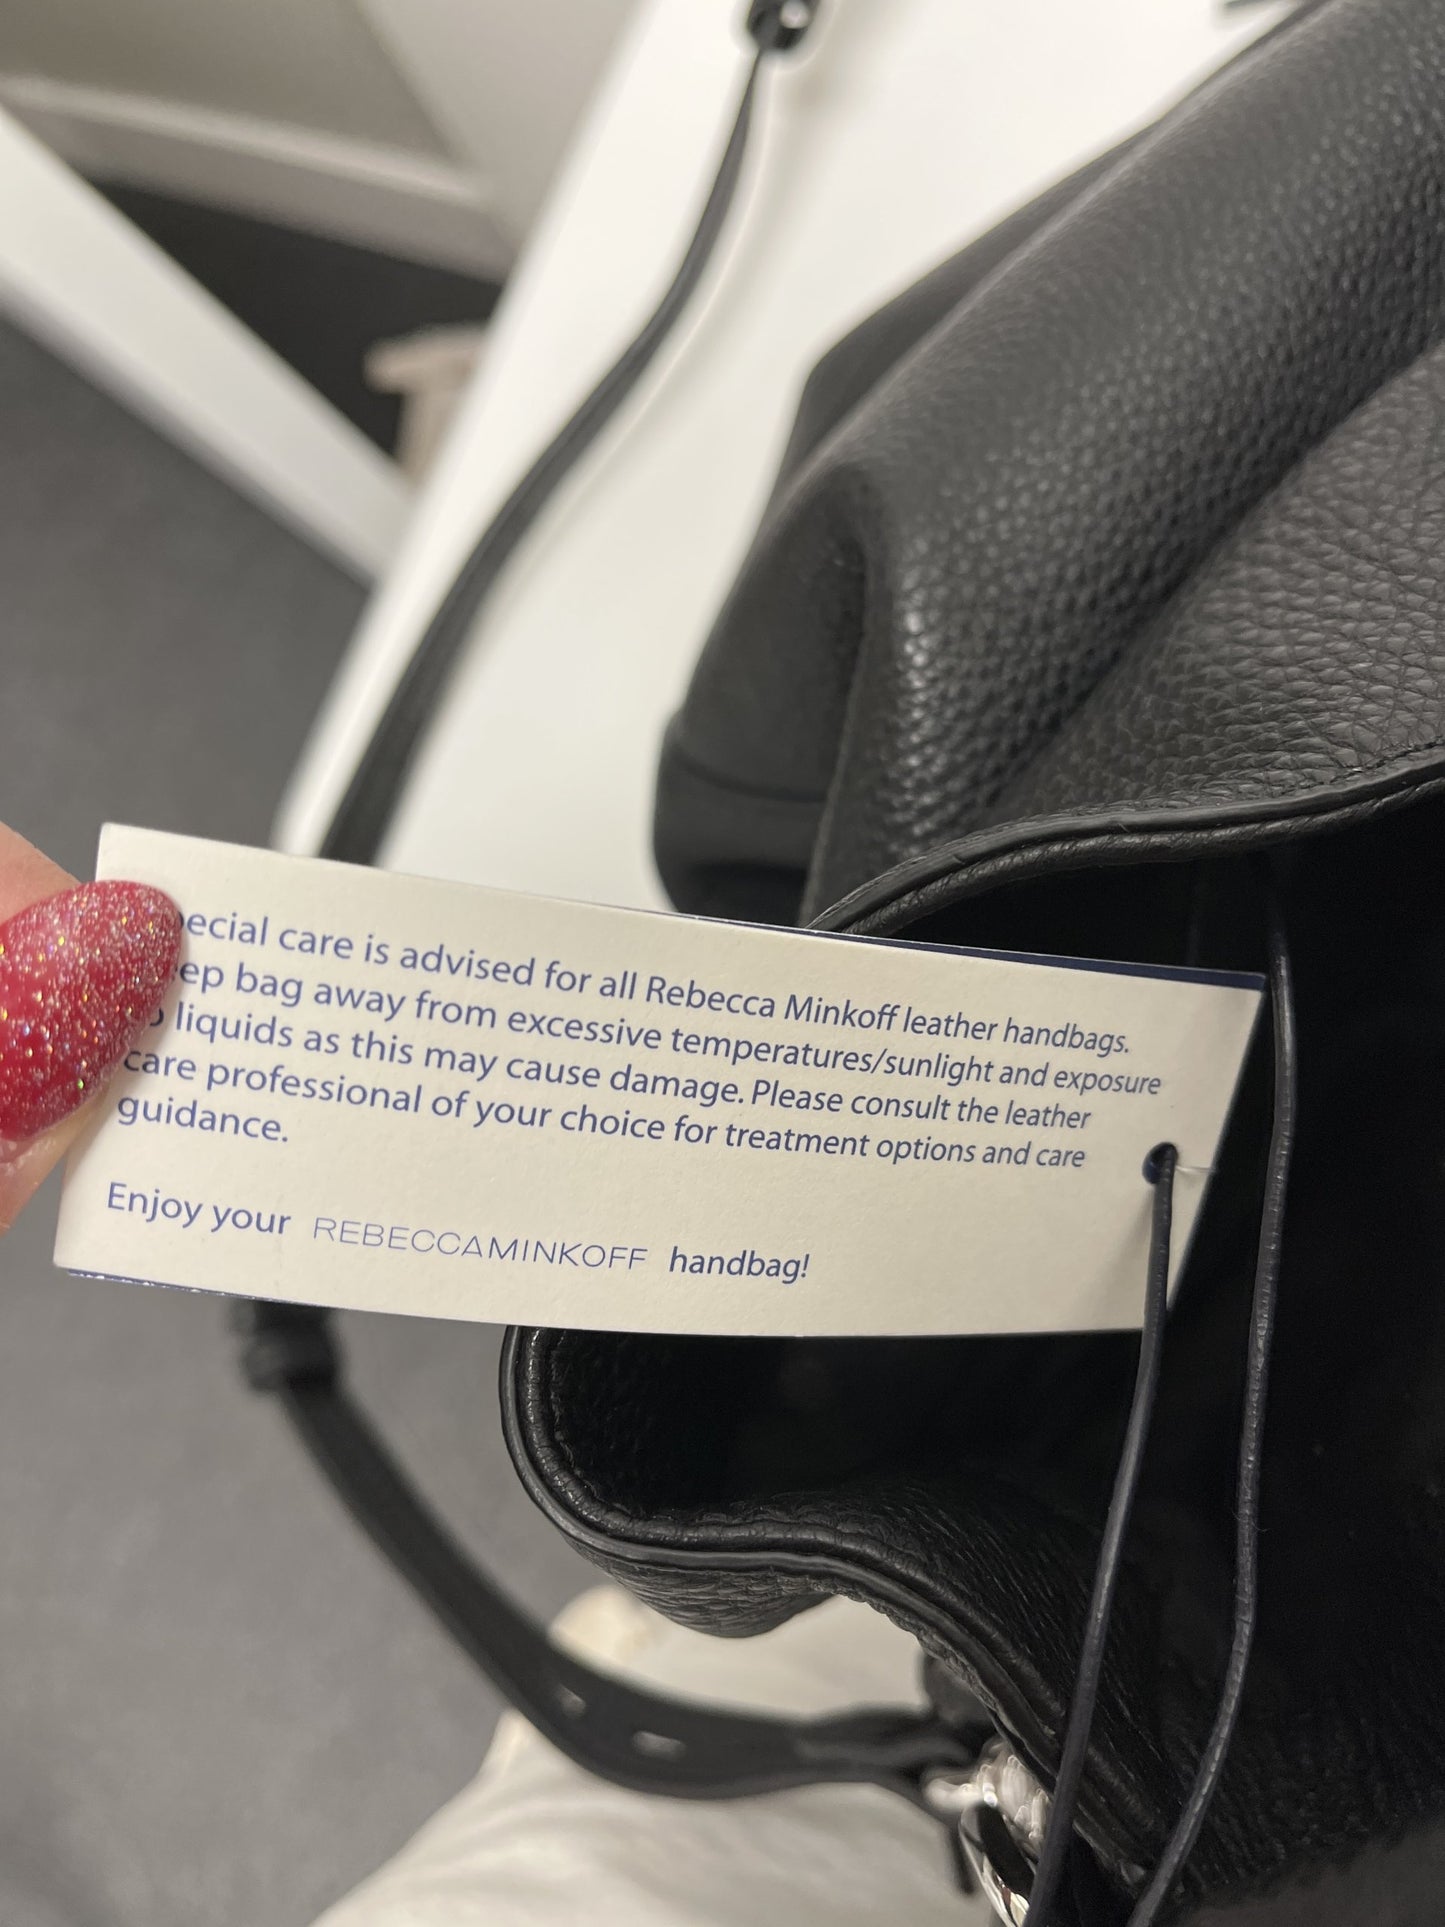 ecial care is advised for all Rebecca Minkoff leather handbags.
ep bag away from excessive temperatures/sunlight and exposure
liquids as this may cause damage. Please consult the leather
care professional of your choice for treatment options and care
guidance.
Enjoy your REBECCAMINKOFF handbag!